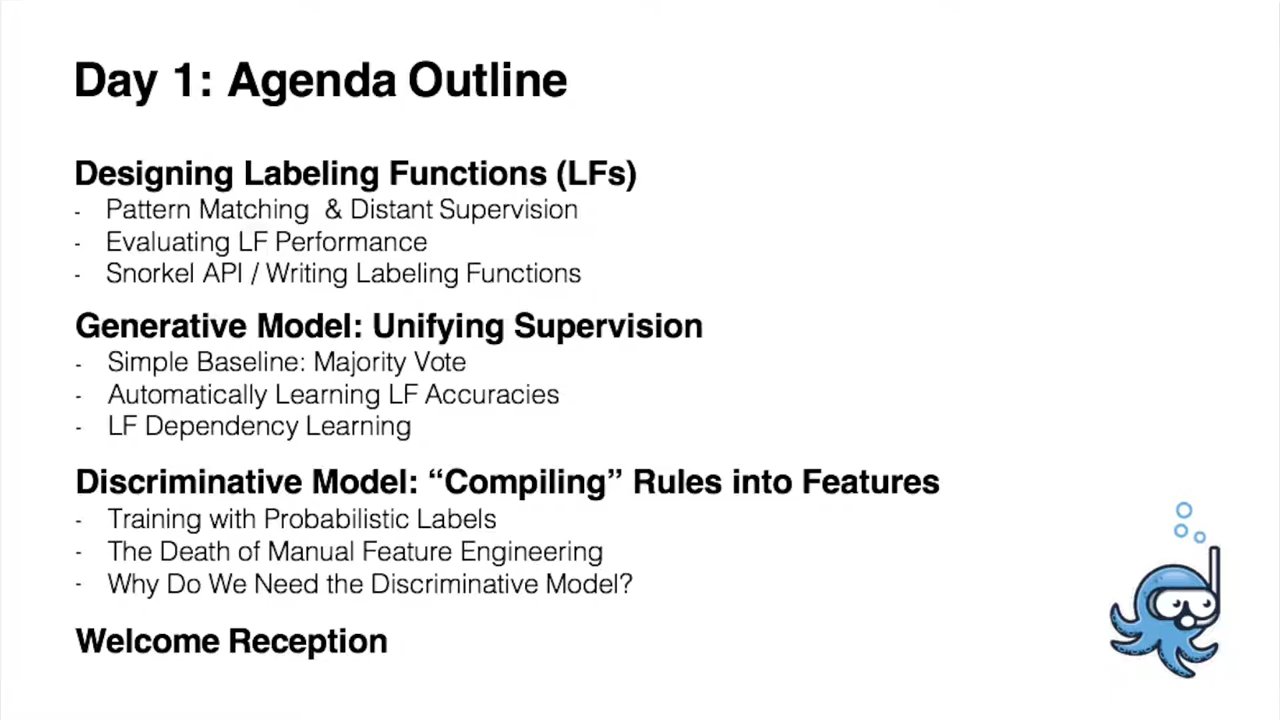 Day 1: Agenda Outline
Designing Labeling Functions (LFs)
- Pattern Matching & Distant Supervision
- Evaluating LF Performance
- Snorkel API / Writing Labeling Functions
Generative Model: Unifying Supervision
- Simple Baseline: Majority Vote
- Automatically Learning LF Accuracies
- LF Dependency Learning
Discriminative Model: “Compiling” Rules into Features
- Training with Probabilistic Labels
- The Death of Manual Feature Engineering
- Why Do We Need the Discriminative Model?
Welcome Reception